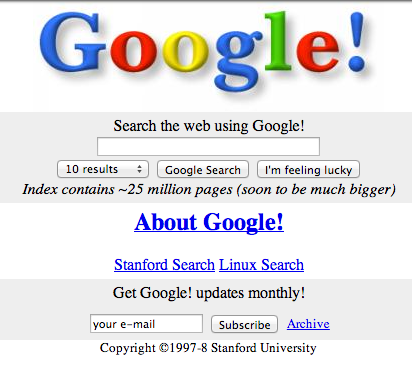 Google!
Search the web using Google!
10 results Google Search I'm feeling lucky
Index contains ~25 million pages (soon to be much bigger)
About Google!
Stanford Search Linux Search
Get Google! updates monthly!
your e-mail Subscribe Archive
Copyright ©1997-8 Stanford University